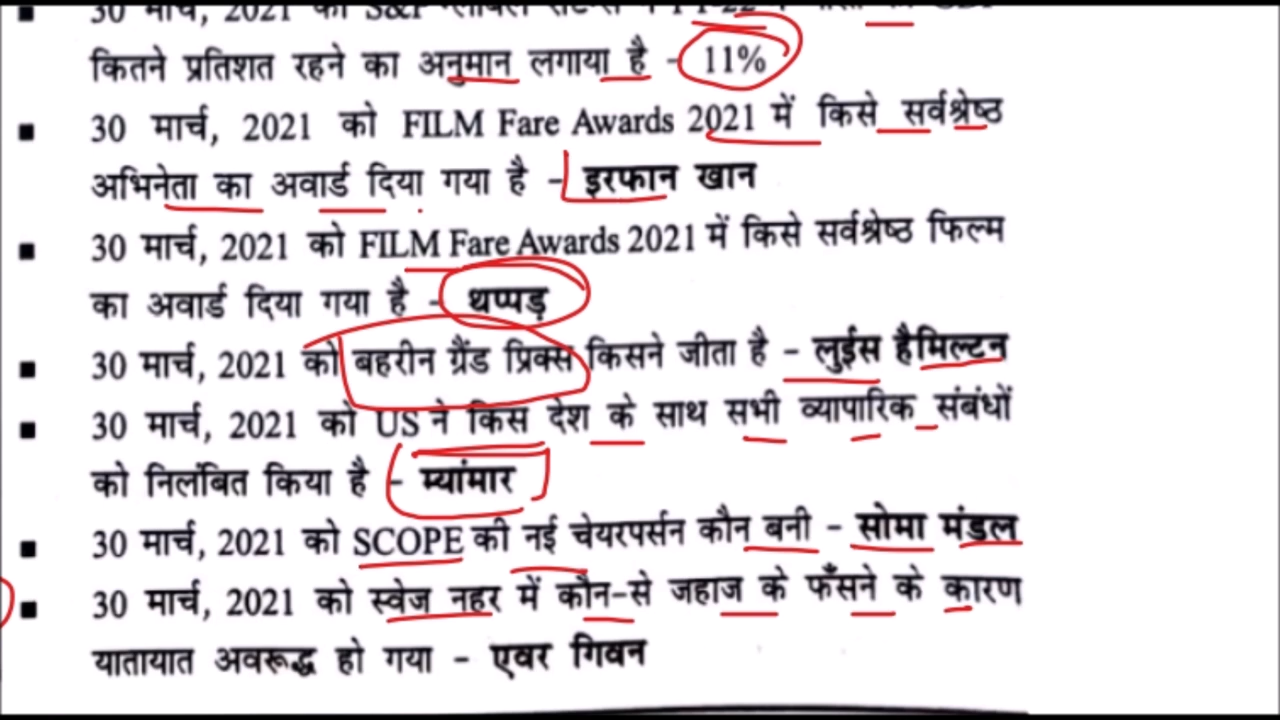 30 मार्च, 2021 को S&P ग्लोबल
कितने प्रतिशत रहने का अनुमान लगाया है - 11%
30 मार्च, 2021 को FILM Fare Awards 2021 में किसे सर्वश्रेष्ठ
अभिनेता का अवार्ड दिया गया है - इरफान खान
30 मार्च, 2021 को FILM Fare Awards 2021 में किसे सर्वश्रेष्ठ फिल्म
का अवार्ड दिया गया है - थप्पड़
30 मार्च, 2021 को बहरीन ग्रैंड प्रिक्स किसने जीता है - लुईस हैमिल्टन
30 मार्च, 2021 को US ने किस देश के साथ सभी व्यापारिक संबंधों
को निलंबित किया है - म्यांमार
30 मार्च, 2021 को SCOPE की नई चेयरपर्सन कौन बनी - सोमा मंडल
30 मार्च, 2021 को स्वेज नहर में कौन-से जहाज के फँसने के कारण
यातायात अवरूद्ध हो गया - एवर गिवन